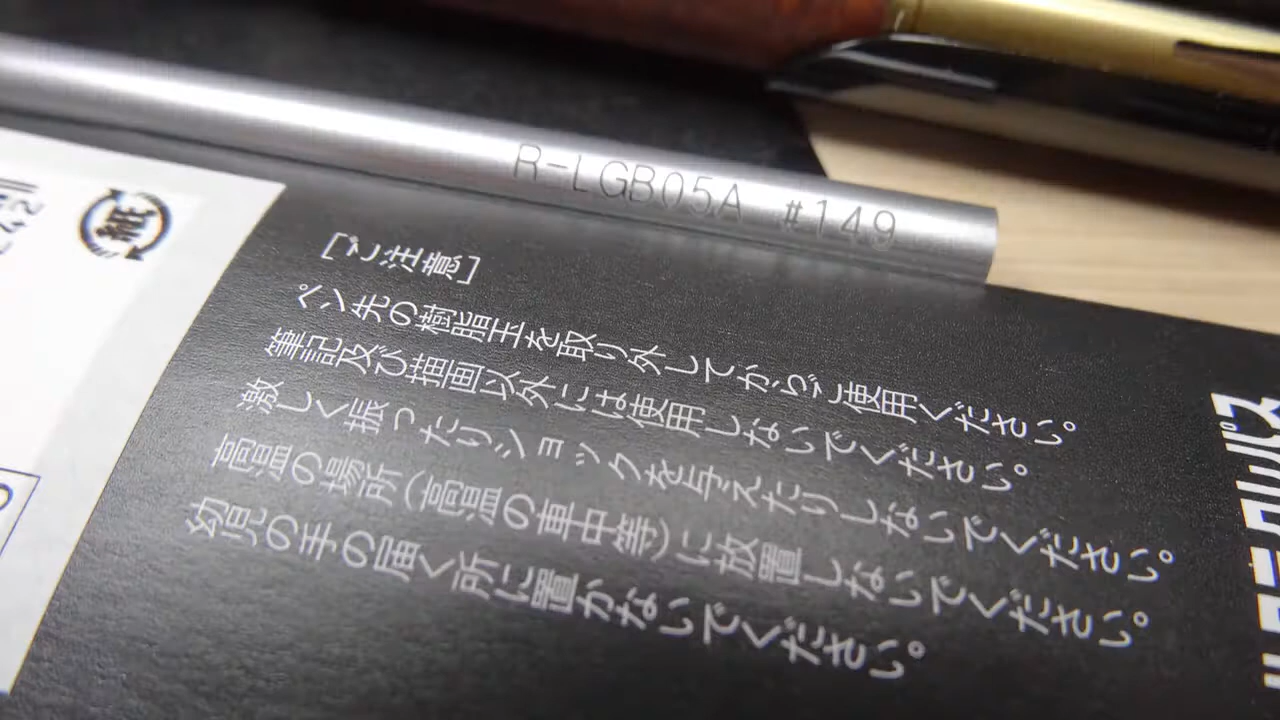 R-LGB05A #149
紙
[ご注意]
ペン先の樹脂玉を取り外してからご使用ください。
筆記及び描画以外には使用しないでください。
激しく振ったりショックを与えたりしないでください。
高温の場所(高温の車中等)に放置しないでください。
幼児の手の届く所に置かないでください。